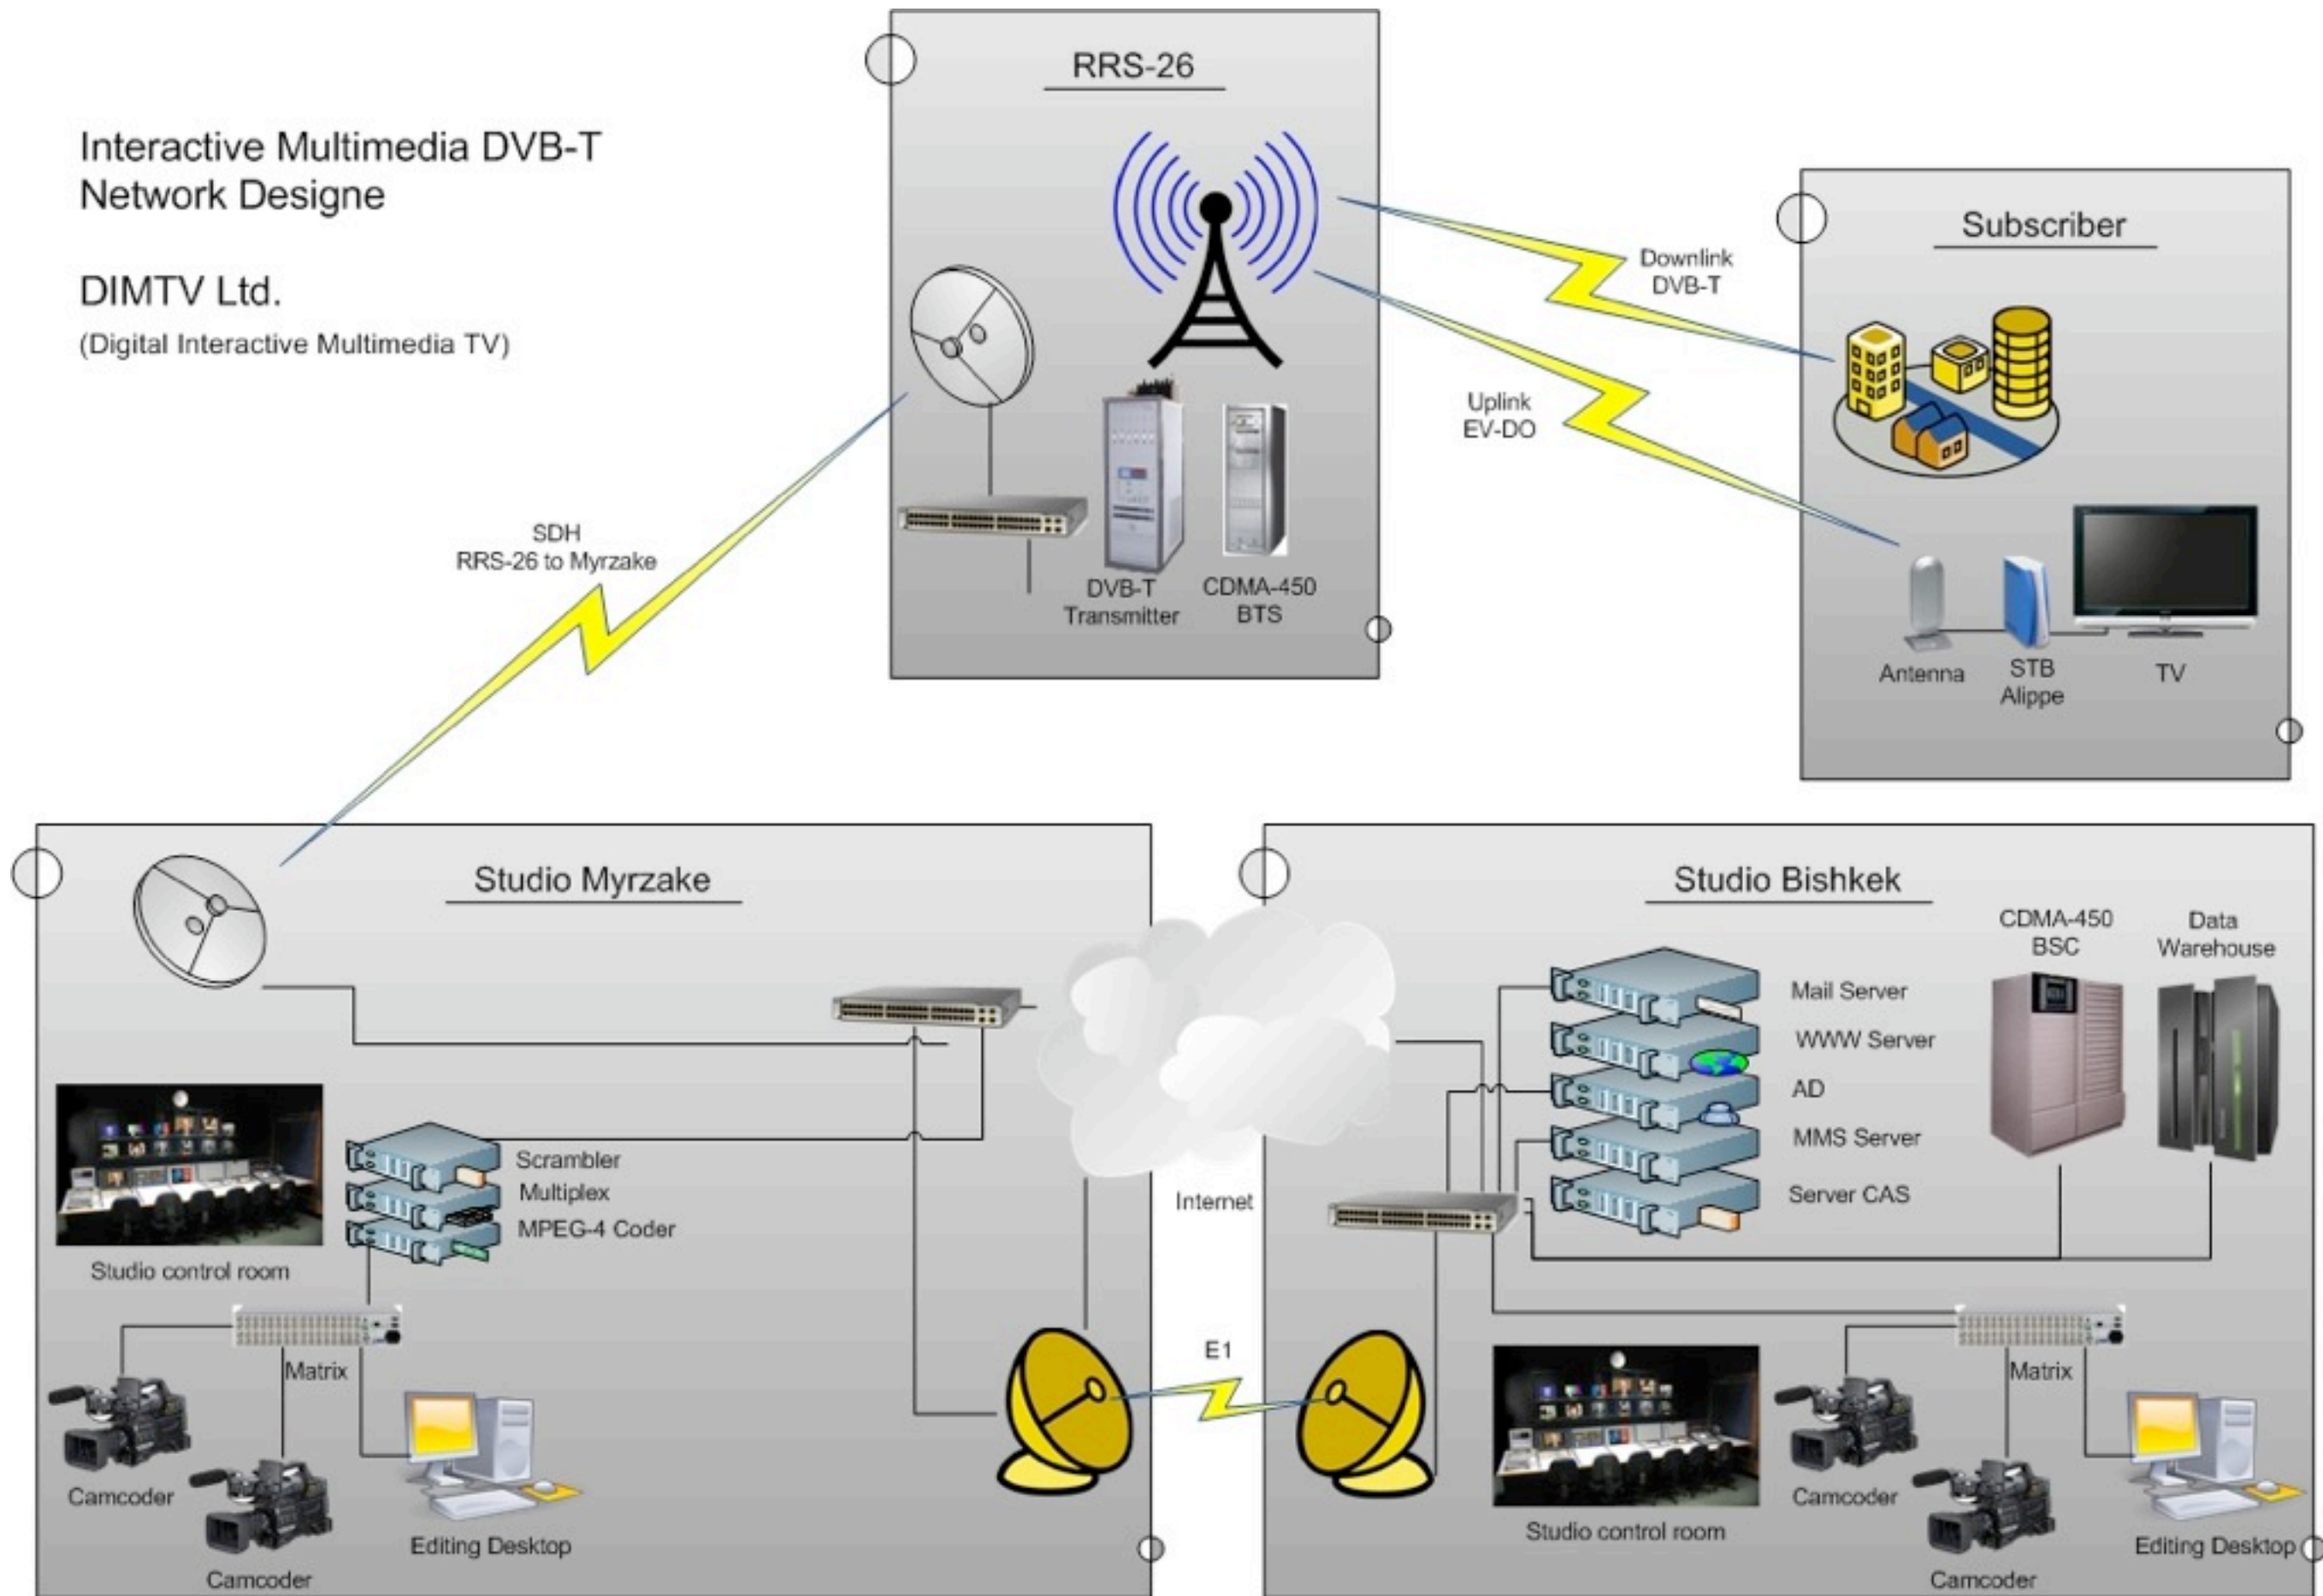 Interactive Multimedia DVB-T
Network Designe
DIMTV Ltd.
(Digital Interactive Multimedia TV)
RRS-26
DVB-T
Transmitter
CDMA-450
BTS
Downlink
DVB-T
Uplink
EV-DO
Subscriber
Antenna
STB
Alippe
TV
SDH
RRS-26 to Myrzake
Studio Myrzake
Scrambler
Multiplex
MPEG-4 Coder
Studio control room
Matrix
Camcoder
Camcoder
Editing Desktop
Internet
E1
Studio Bishkek
CDMA-450
BSC
Data
Warehouse
Mail Server
WWW Server
AD
MMS Server
Server CAS
Matrix
Studio control room
Camcoder
Camcoder
Editing Desktop